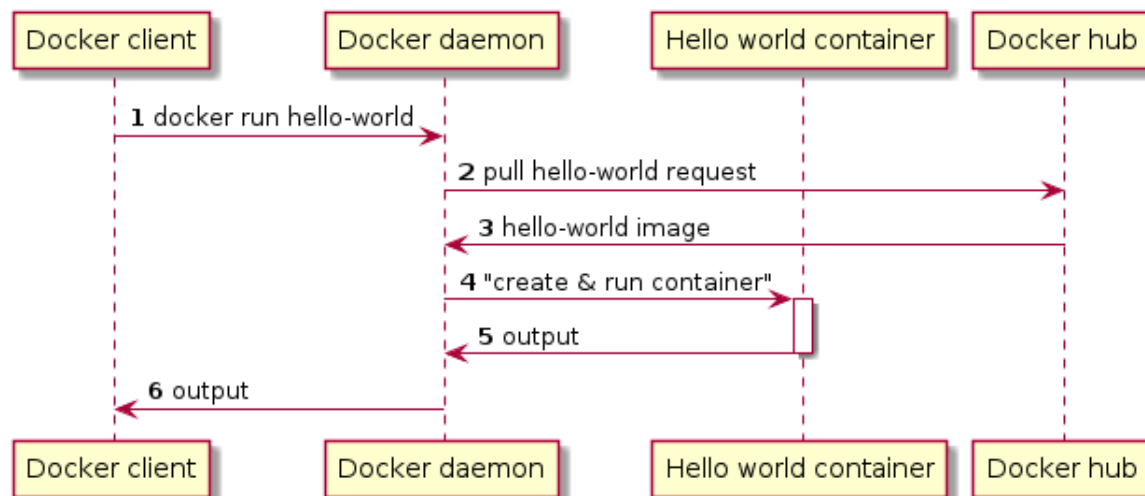 Docker client
Docker daemon
Hello world container
Docker hub
1 docker run hello-world
2 pull hello-world request
3 hello-world image
4 "create & run container"
5 output
6 output
Docker client
Docker daemon
Hello world container
Docker hub